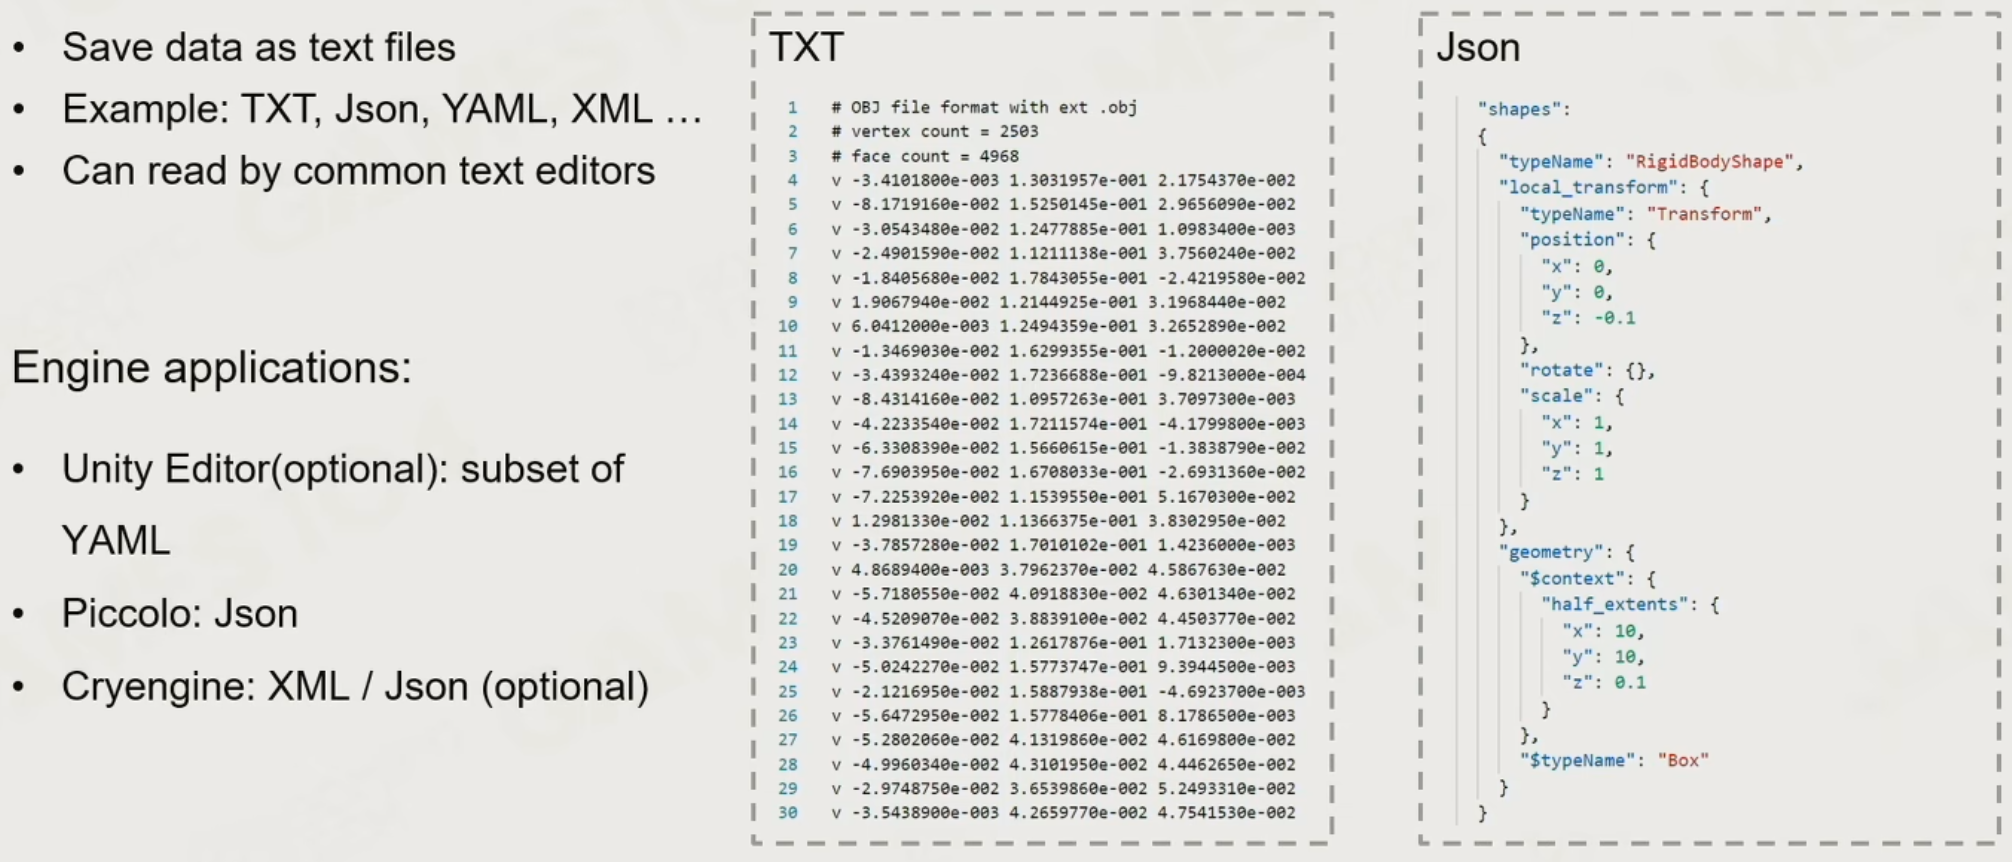 • Save data as text files
• Example: TXT, Json, YAML, XML …
• Can read by common text editors
Engine applications:
• Unity Editor(optional): subset of
YAML
• Piccolo: Json
• Cryengine: XML / Json (optional)
TXT
1 # OBJ file format with ext .obj
2 # vertex count = 2503
3 # face count = 4968
4 v -3.4101800e-003 1.3031957e-001 2.1754370e-002
5 v -8.1719160e-002 1.5250145e-001 2.9656090e-002
6 v -3.0543480e-002 1.2477885e-001 1.0983400e-003
7 v -2.4901590e-002 1.1211138e-001 3.7560240e-002
8 v -1.8405680e-002 1.7843055e-001 -2.4219580e-002
9 v 1.9067940e-002 1.2144925e-001 3.1968440e-002
10 v 6.0412000e-003 1.2494359e-001 3.2652890e-002
11 v -1.3469030e-002 1.6299355e-001 -1.2000020e-002
12 v -3.4393240e-002 1.7236688e-001 -9.8213000e-004
13 v -8.4314160e-002 1.0957263e-001 3.7097300e-003
14 v -4.2233540e-002 1.7211574e-001 -4.1799800e-003
15 v -6.3308390e-002 1.5660615e-001 -1.3838790e-002
16 v -7.6903950e-002 1.6708033e-001 -2.6931360e-002
17 v -7.2253920e-002 1.1539550e-001 5.1670300e-002
18 v 1.2981330e-002 1.1366375e-001 3.8302950e-002
19 v -3.7857280e-002 1.7010102e-001 1.4236000e-003
20 v 4.8689400e-003 3.7962370e-002 4.5867630e-002
21 v -5.7180550e-002 4.0918830e-002 4.6301340e-002
22 v -4.5209070e-002 3.8839100e-002 4.4503770e-002
23 v -3.3761490e-002 1.2617876e-001 1.7132300e-003
24 v -5.0242270e-002 1.5773747e-001 9.3944500e-003
25 v -2.1216950e-002 1.5887938e-001 -4.6923700e-003
26 v -5.6472950e-002 1.5778406e-001 8.1786500e-003
27 v -5.2802060e-002 4.1319860e-002 4.6169800e-002
28 v -4.9960340e-002 4.3101950e-002 4.4462650e-002
29 v -2.9748750e-002 3.6539860e-002 5.2493310e-002
30 v -3.5438900e-003 4.2659770e-002 4.7541530e-002
Json
"shapes":
{
"typeName": "RigidBodyShape",
"local_transform": {
"typeName": "Transform",
"position": {
"x": 0,
"y": 0,
"z": -0.1
},
"rotate": {},
"scale": {
"x": 1,
"y": 1,
"z": 1
}
},
"geometry": {
"$context": {
"half_extents": {
"x": 10,
"y": 10,
"z": 0.1
}
},
"$typeName": "Box"
}
}